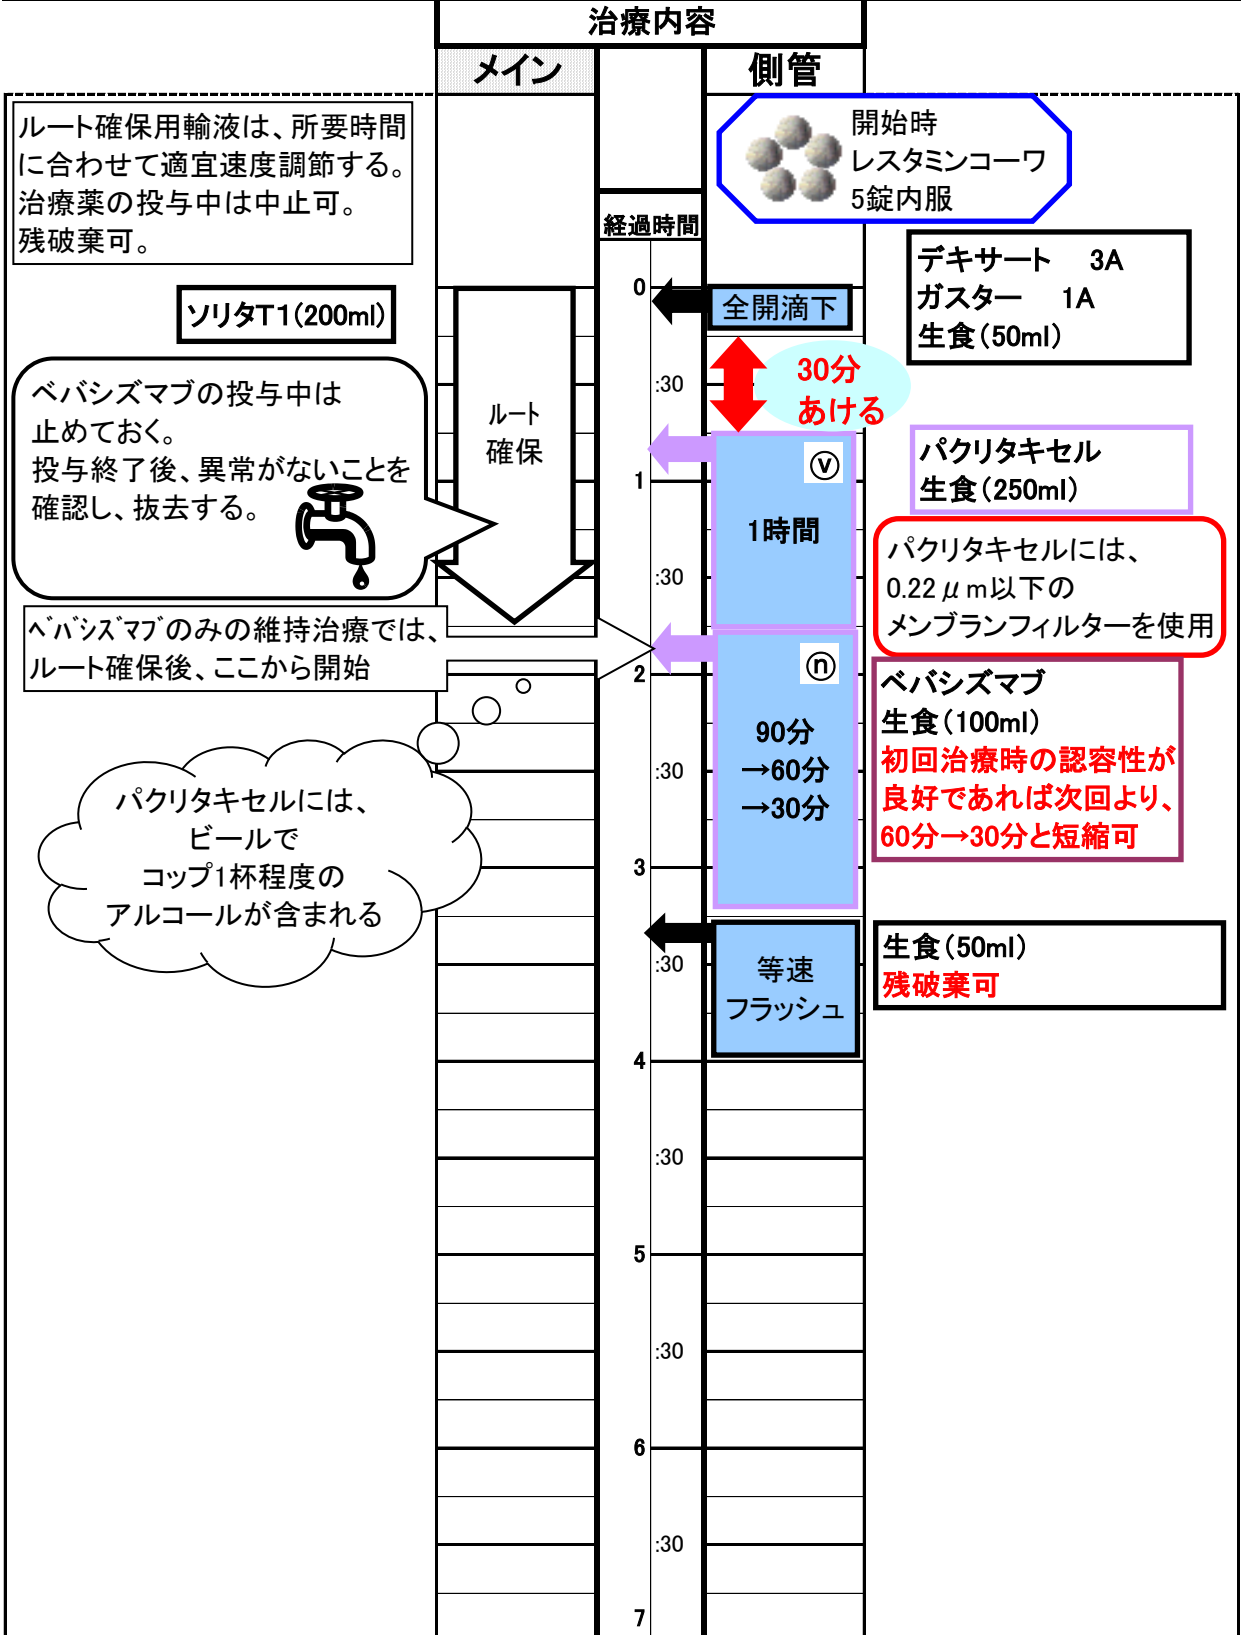 治療内容
メイン
側管
ルート確保用輸液は、所要時間
に合わせて適宜速度調節する。
治療薬の投与中は中止可。
残破棄可。
開始時
レスタミンコーワ
5錠内服
経過時間
デキサート 3A
ガスター 1A
生食(50ml)
0
全開滴下
ソリタT1(200ml)
ベバシズマブの投与中は
止めておく。
投与終了後、異常がないことを
確認し、抜去する。
ルート
確保
:30
30分
あける
パクリタキセル
生食(250ml)
1
ⓥ
1時間
パクリタキセルには、
0.22μm以下の
メンブランフィルターを使用
:30
ベバシズマブのみの維持治療では、
ルート確保後、ここから開始
2
ⓝ
90分
→60分
→30分
ベバシズマブ
生食(100ml)
初回治療時の認容性が
良好であれば次回より、
60分→30分と短縮可
:30
パクリタキセルには、
ビールで
コップ1杯程度の
アルコールが含まれる
3
生食(50ml)
残破棄可
:30
等速
フラッシュ
4
:30
5
:30
6
:30
7